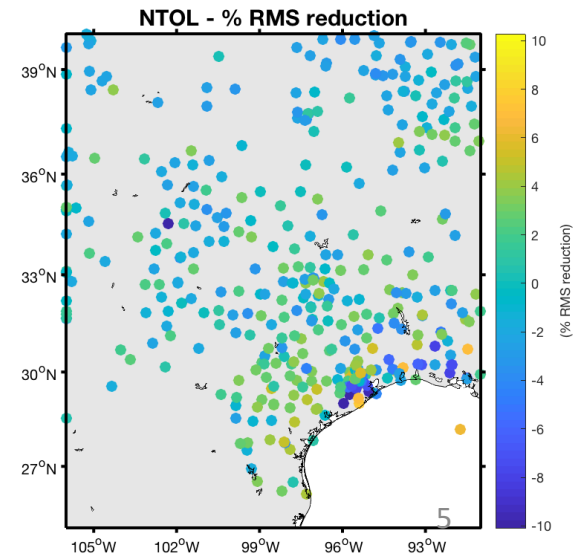 NTOL - % RMS reduction
39°N
36°N
33°N
30°N
27°N
105°W
102°W
99°W
96°W
93°W
5
10
8
6
4
2
0
-2
-4
-6
-8
-10
(% RMS reduction)